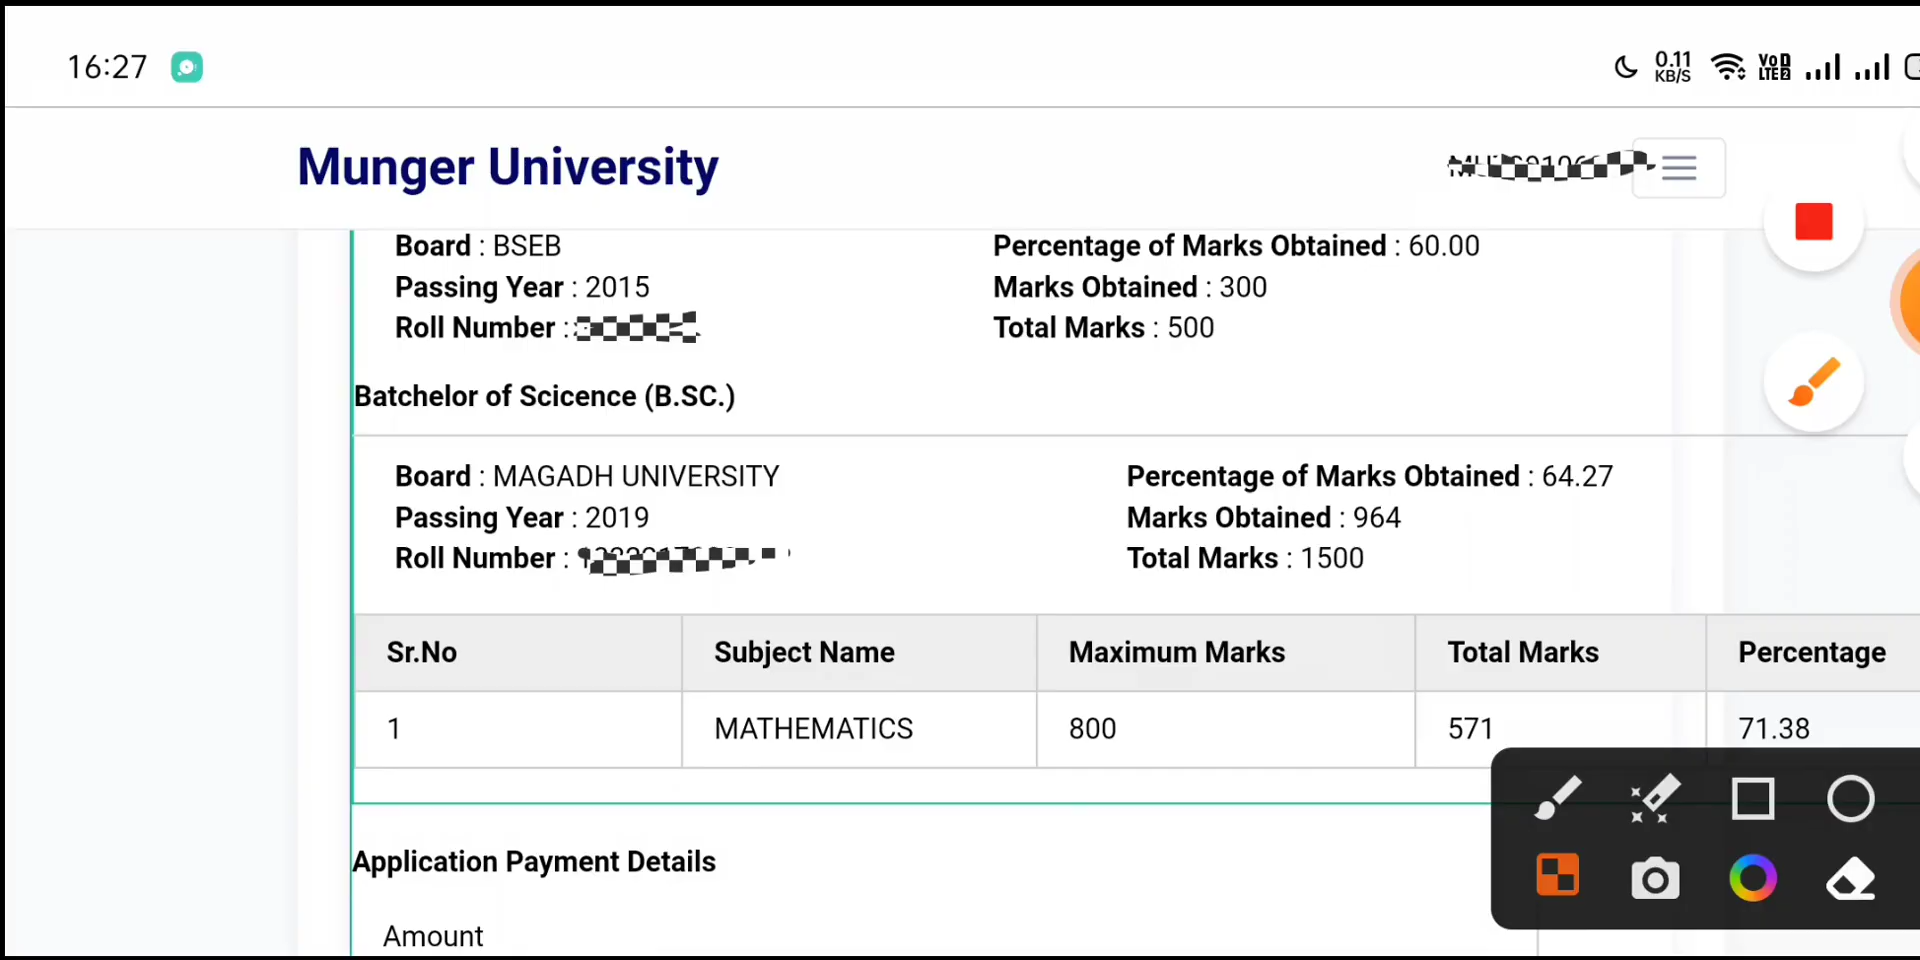 16:27
0.11 KB/S
VoD LTE2
Munger University
Board : BSEB
Percentage of Marks Obtained : 60.00
Passing Year : 2015
Marks Obtained : 300
Roll Number :
Total Marks : 500
Batchelor of Scicence (B.SC.)
Board : MAGADH UNIVERSITY
Percentage of Marks Obtained : 64.27
Passing Year : 2019
Marks Obtained : 964
Roll Number :
Total Marks : 1500
Sr.No Subject Name Maximum Marks Total Marks Percentage
1 MATHEMATICS 800 571 71.38
Application Payment Details
Amount